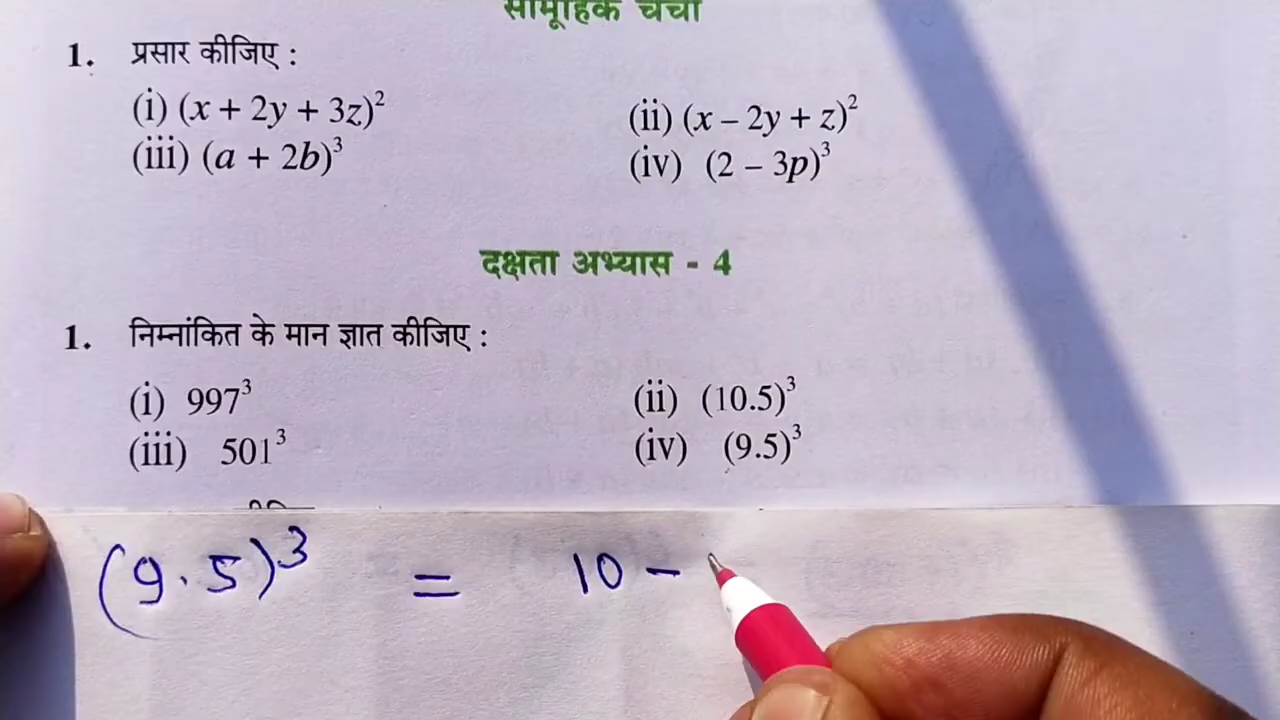 सामूहिक चर्चा
1. प्रसार कीजिए :
(i) (x + 2y + 3z)² (ii) (x – 2y + z)²
(iii) (a + 2b)³ (iv) (2 – 3p)³
दक्षता अभ्यास - 4
1. निम्नांकित के मान ज्ञात कीजिए :
(i) 997³ (ii) (10.5)³
(iii) 501³ (iv) (9.5)³
(9.5)³ = 10 –